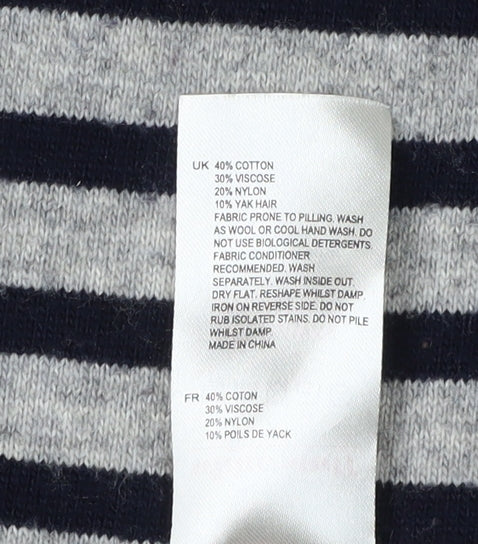 UK 40% COTTON
30% VISCOSE
20% NYLON
10% YAK HAIR
FABRIC PRONE TO PILLING. WASH
AS WOOL OR COOL HAND WASH. DO
NOT USE BIOLOGICAL DETERGENTS.
FABRIC CONDITIONER
RECOMMENDED. WASH
SEPARATELY. WASH INSIDE OUT.
DRY FLAT. RESHAPE WHILST DAMP.
IRON ON REVERSE SIDE. DO NOT
RUB ISOLATED STAINS. DO NOT PILE
WHILST DAMP.
MADE IN CHINA
FR 40% COTON
30% VISCOSE
20% NYLON
10% POILS DE YACK